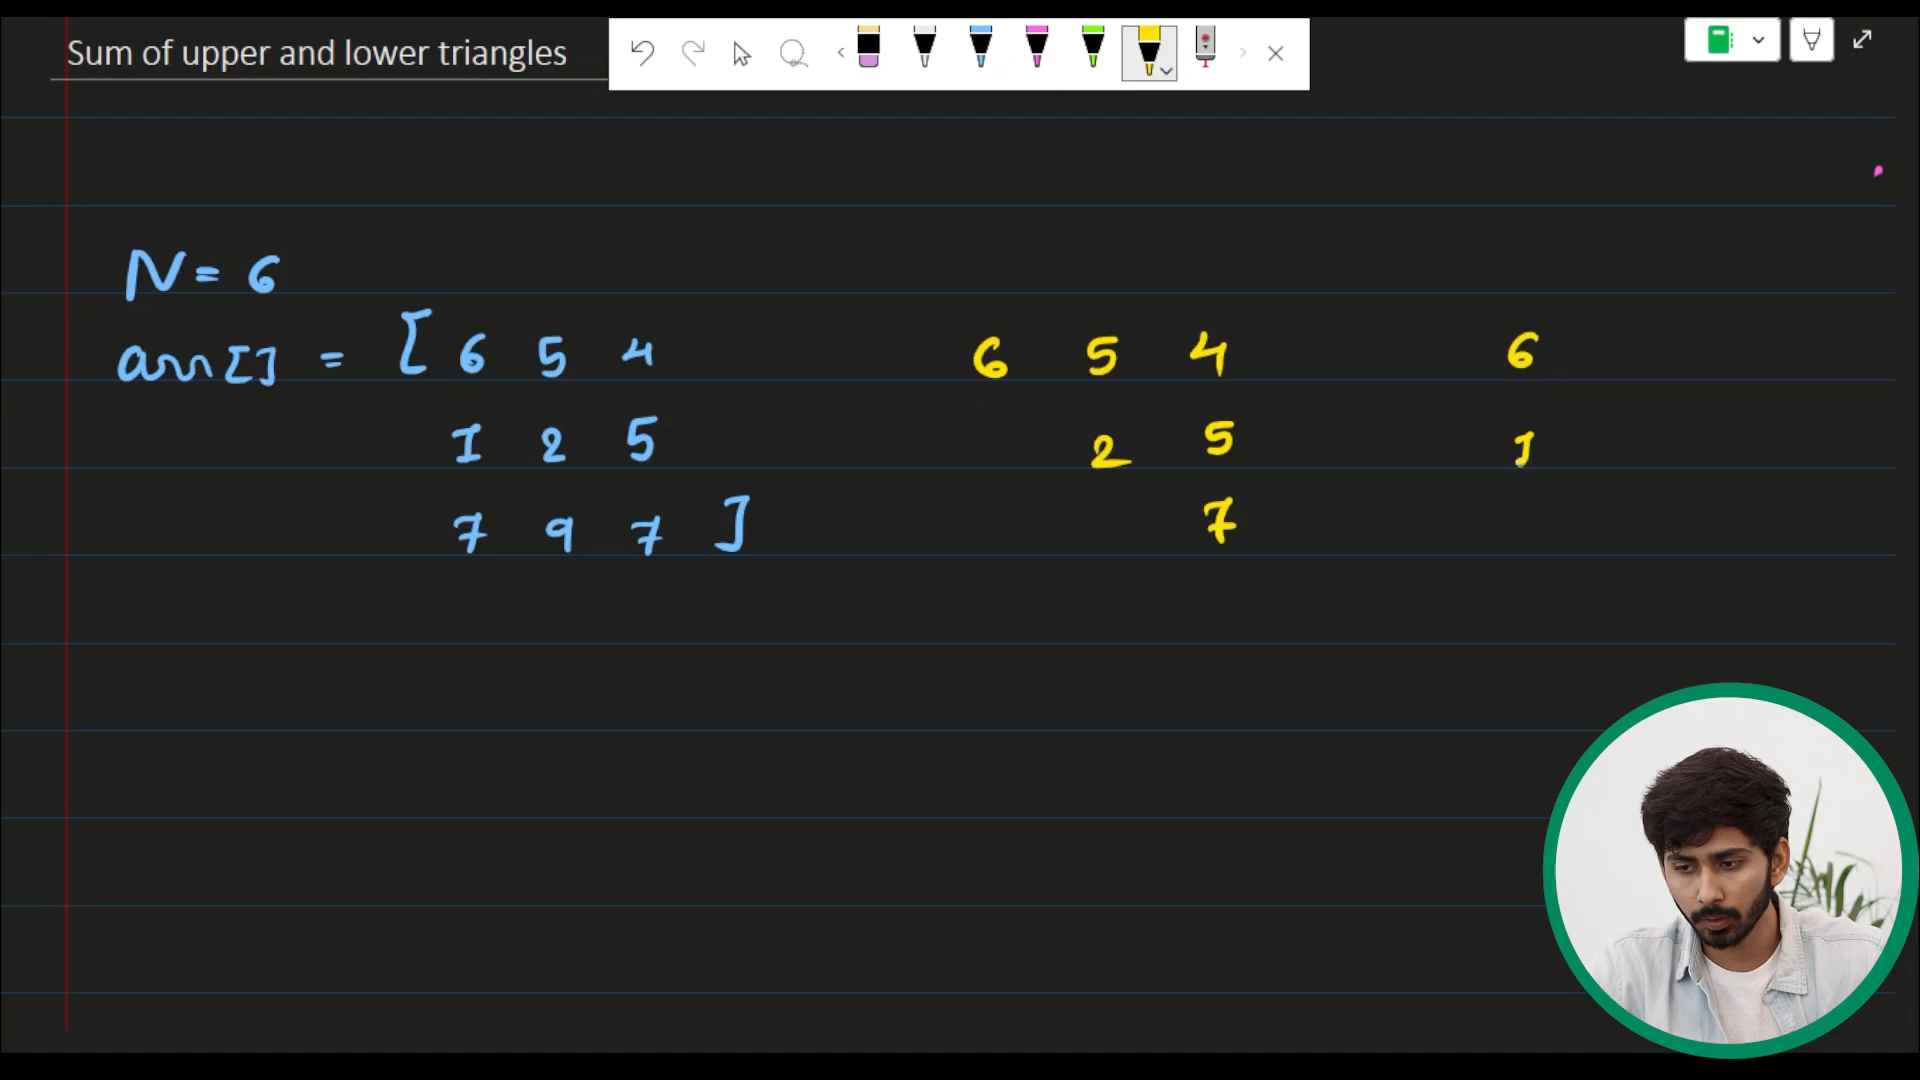 Sum of upper and lower triangles
N = 6
arr[] = [ 6 5 4 6 5 4 6
1 2 5 2 5 1
7 9 7 ] 7